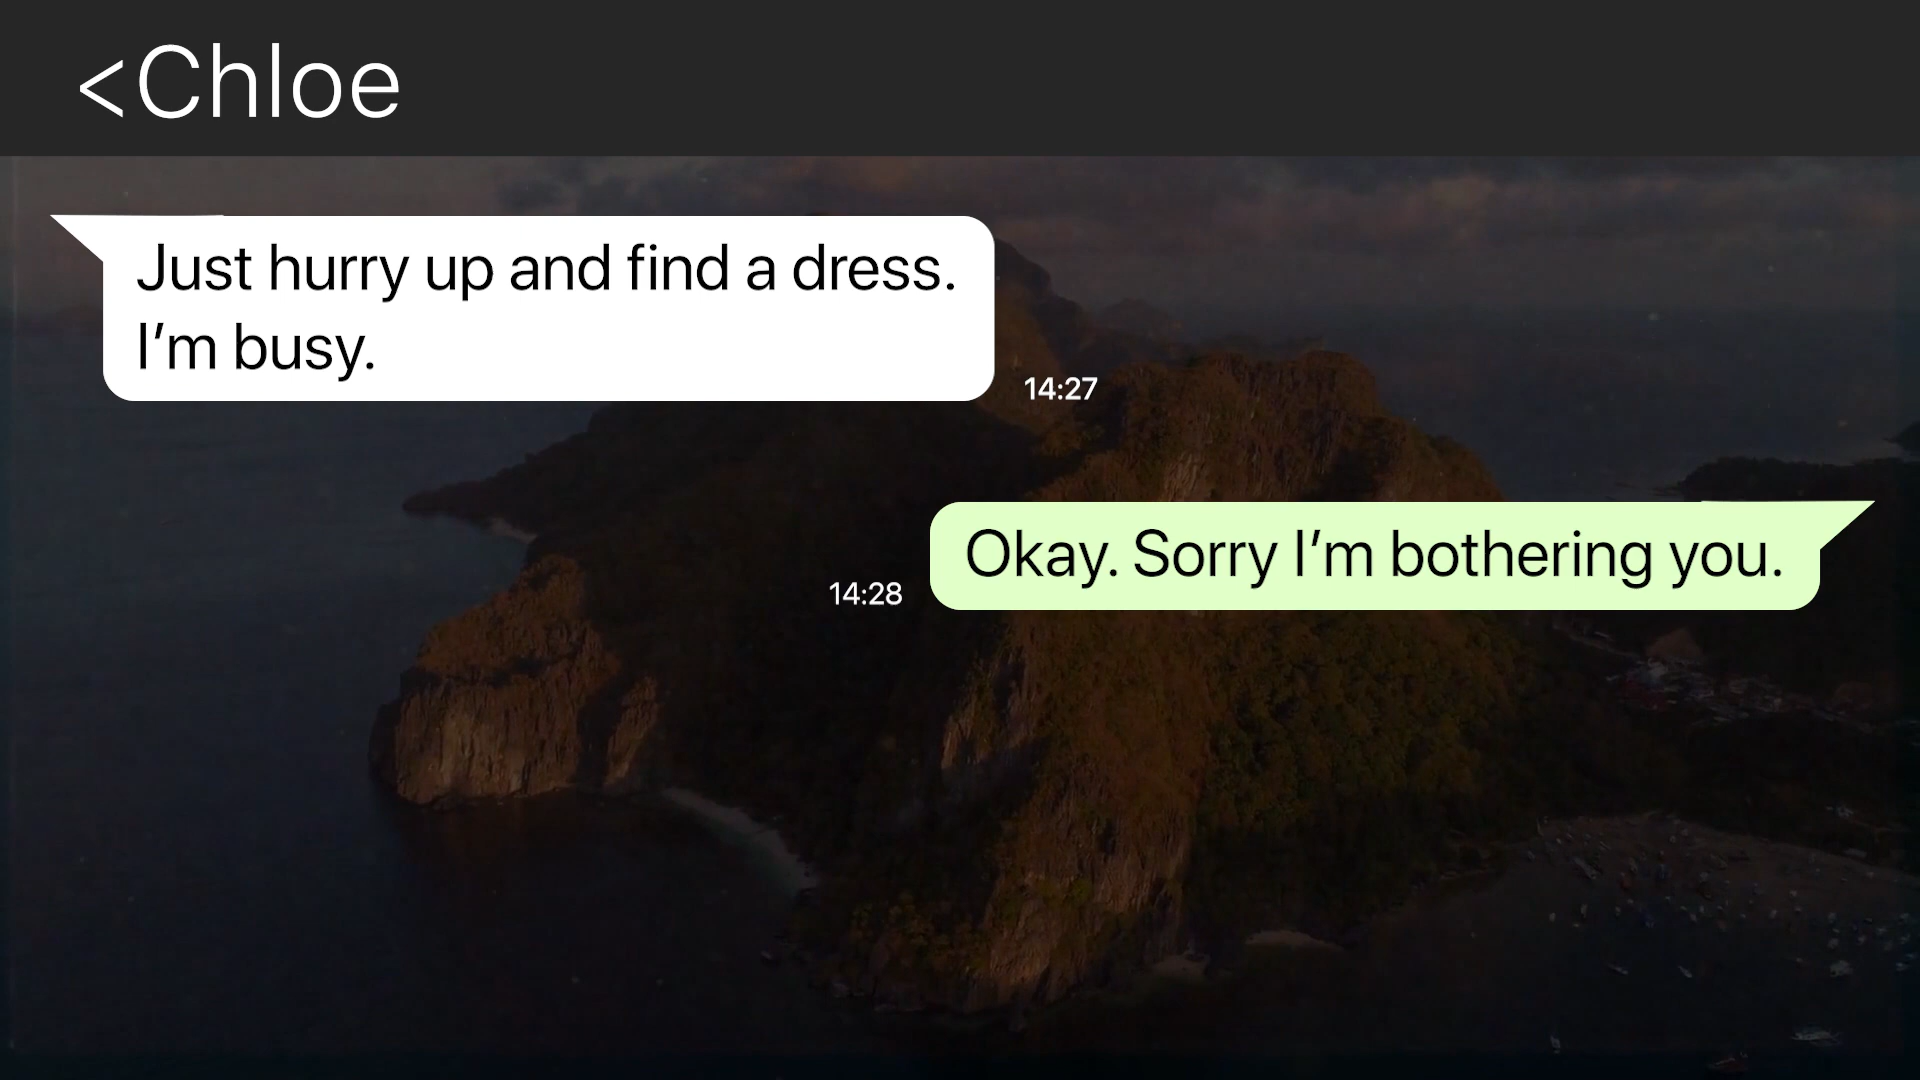 <Chloe
Just hurry up and find a dress.
I’m busy.
14:27
Okay. Sorry I’m bothering you.
14:28